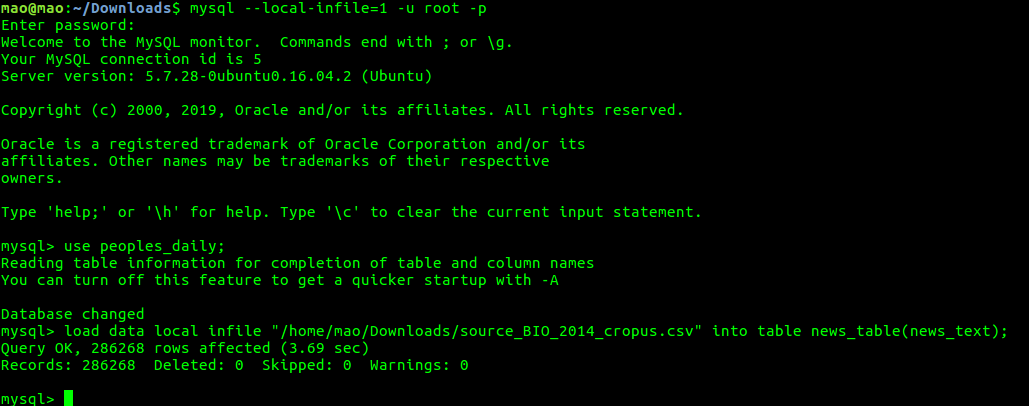 mao@mao:~/Downloads$ mysql --local-infile=1 -u root -p
Enter password:
Welcome to the MySQL monitor.  Commands end with ; or \g.
Your MySQL connection id is 5
Server version: 5.7.28-0ubuntu0.16.04.2 (Ubuntu)
Copyright (c) 2000, 2019, Oracle and/or its affiliates. All rights reserved.
Oracle is a registered trademark of Oracle Corporation and/or its
affiliates. Other names may be trademarks of their respective
owners.
Type 'help;' or '\h' for help. Type '\c' to clear the current input statement.
mysql> use peoples_daily;
Reading table information for completion of table and column names
You can turn off this feature to get a quicker startup with -A
Database changed
mysql> load data local infile "/home/mao/Downloads/source_BIO_2014_cropus.csv" into table news_table(news_text);
Query OK, 286268 rows affected (3.69 sec)
Records: 286268  Deleted: 0  Skipped: 0  Warnings: 0
mysql>